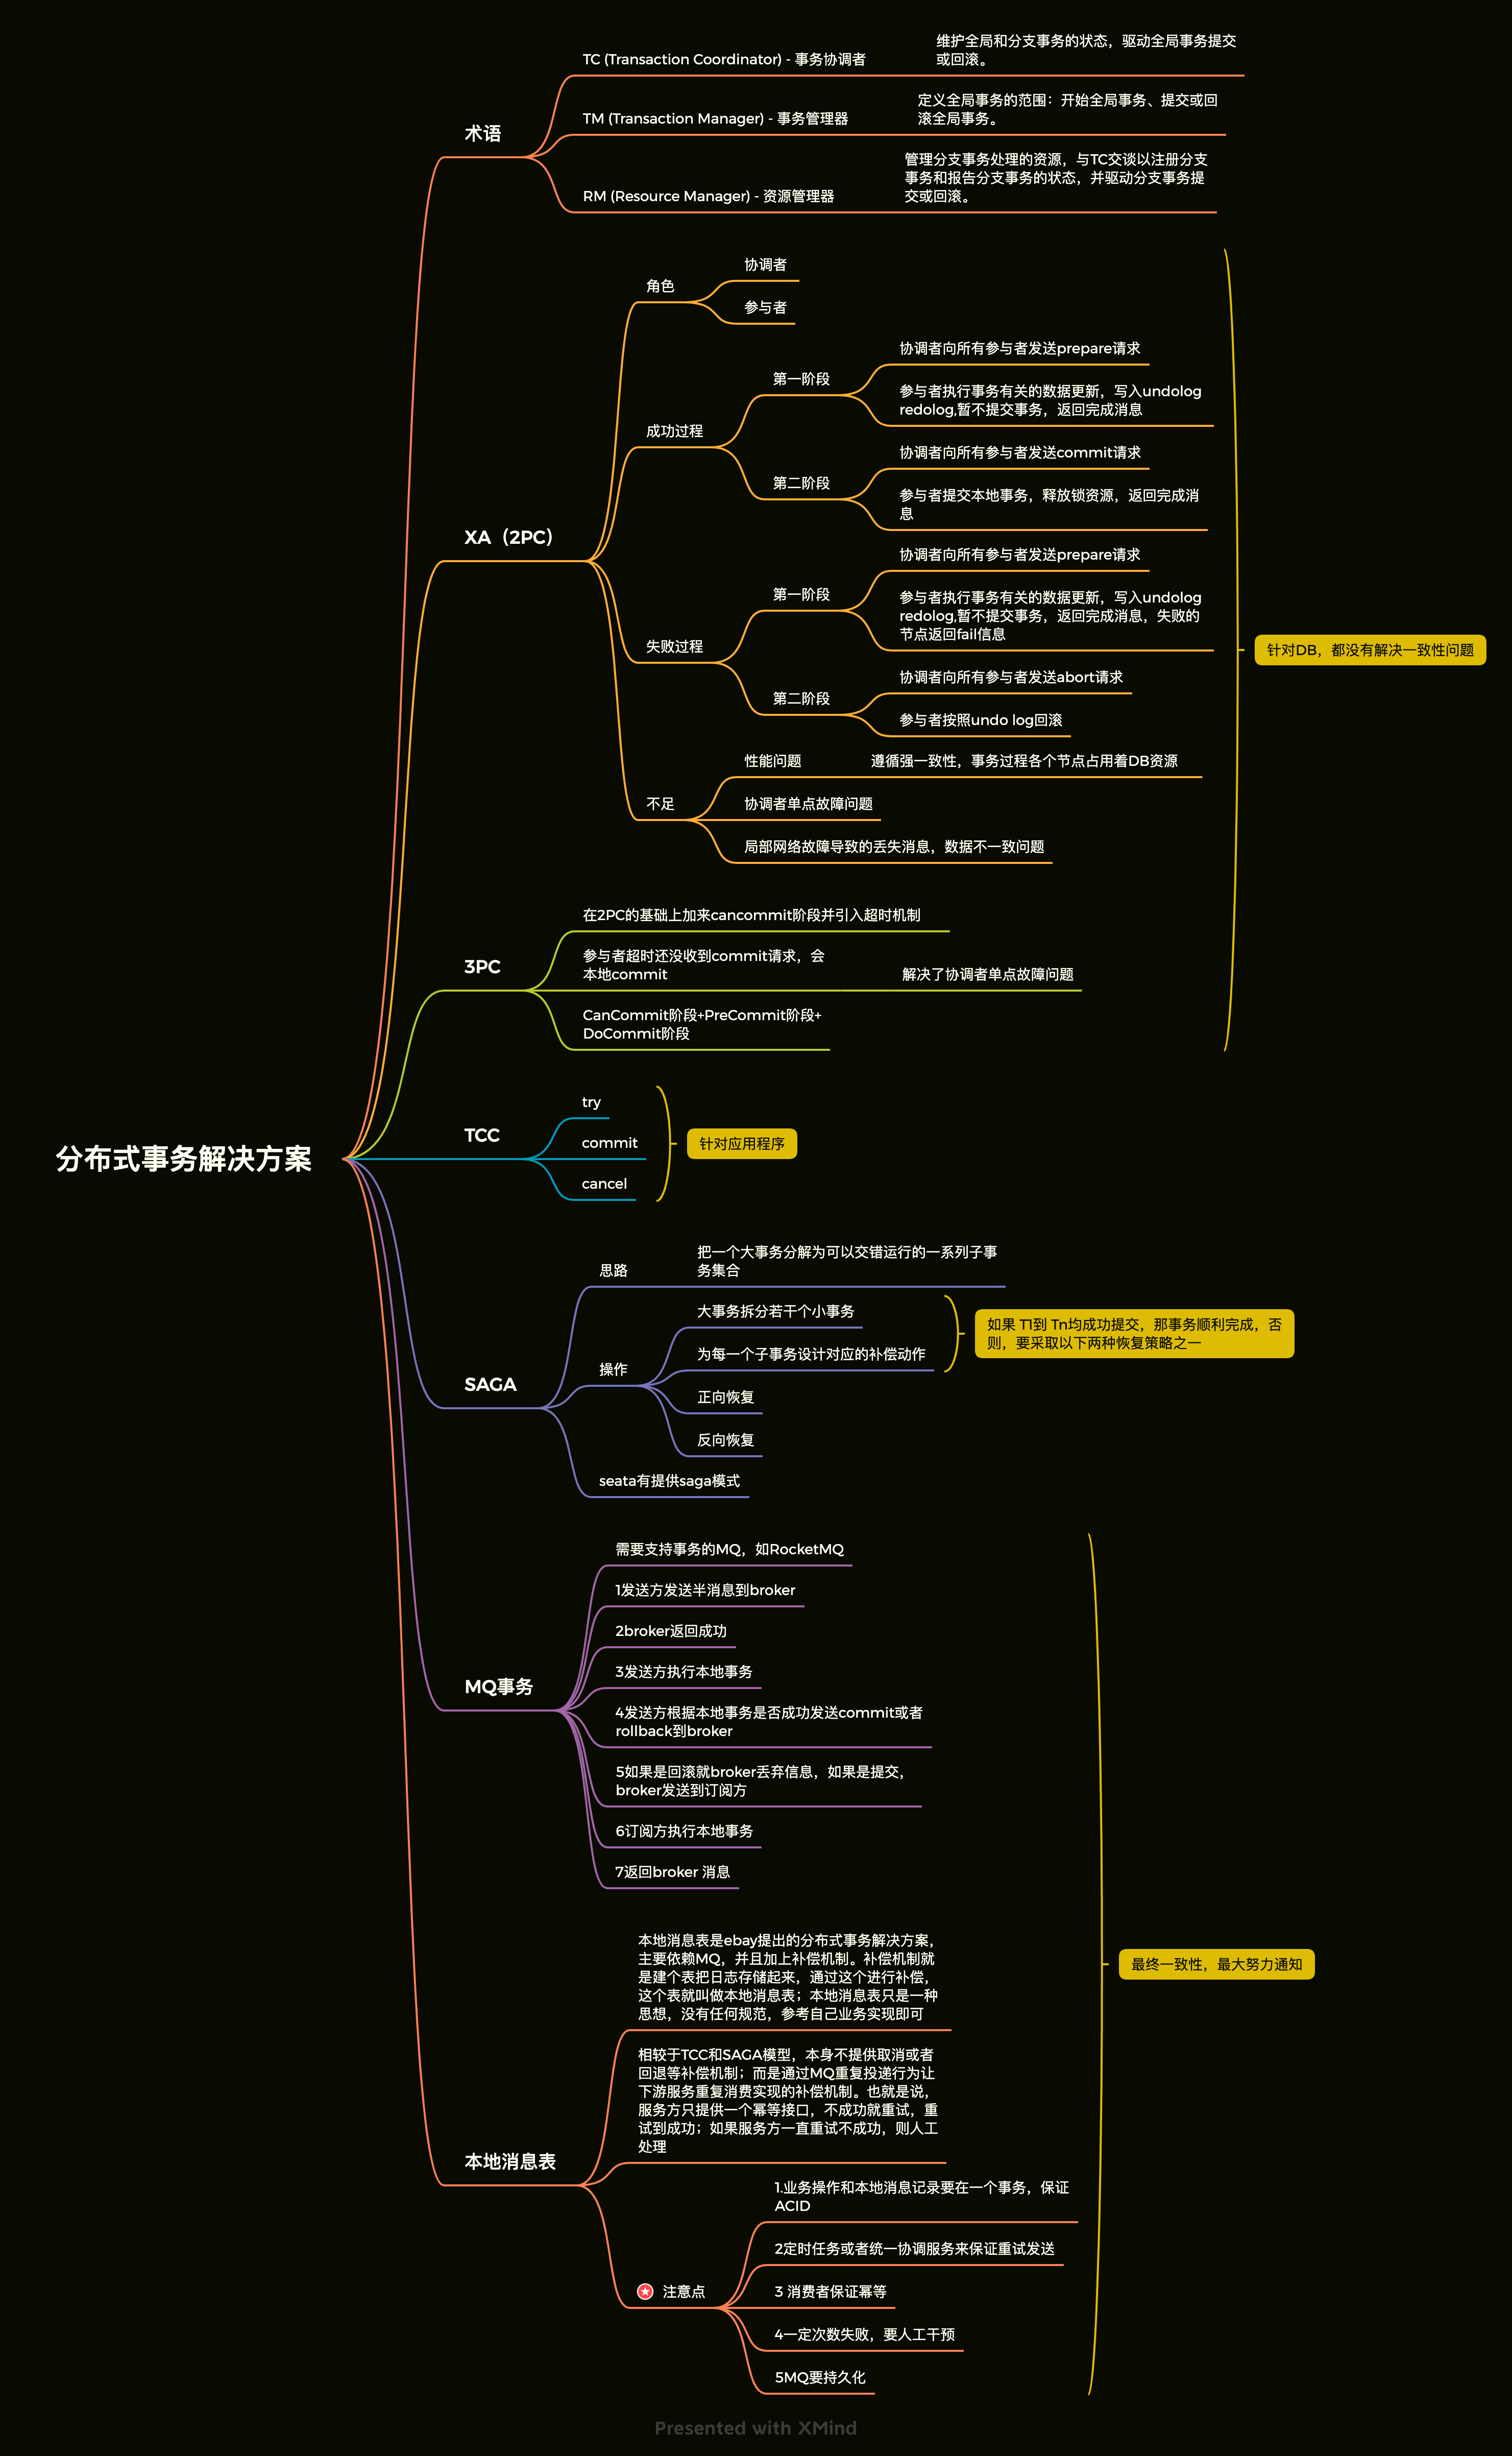 分布式事务解决方案
术语
TC (Transaction Coordinator) - 事务协调者
维护全局和分支事务的状态，驱动全局事务提交
或回滚。
TM (Transaction Manager) - 事务管理器
定义全局事务的范围：开始全局事务、提交或回
滚全局事务。
RM (Resource Manager) - 资源管理器
管理分支事务处理的资源，与TC交谈以注册分支
事务和报告分支事务的状态，并驱动分支事务提
交或回滚。
XA（2PC）
角色
协调者
参与者
成功过程
第一阶段
协调者向所有参与者发送prepare请求
参与者执行事务有关的数据更新，写入undolog
redolog,暂不提交事务，返回完成消息
第二阶段
协调者向所有参与者发送commit请求
参与者提交本地事务，释放锁资源，返回完成消
息
失败过程
第一阶段
协调者向所有参与者发送prepare请求
参与者执行事务有关的数据更新，写入undolog
redolog,暂不提交事务，返回完成消息，失败的
节点返回fail信息
第二阶段
协调者向所有参与者发送abort请求
参与者按照undo log回滚
不足
性能问题
遵循强一致性，事务过程各个节点占用着DB资源
协调者单点故障问题
局部网络故障导致的丢失消息，数据不一致问题
3PC
在2PC的基础上加来cancommit阶段并引入超时机制
参与者超时还没收到commit请求，会
本地commit
解决了协调者单点故障问题
CanCommit阶段+PreCommit阶段+
DoCommit阶段
针对DB，都没有解决一致性问题
TCC
try
commit
cancel
针对应用程序
SAGA
思路
把一个大事务分解为可以交错运行的一系列子事
务集合
操作
大事务拆分若干个小事务
为每一个子事务设计对应的补偿动作
如果 T1到 Tn均成功提交，那事务顺利完成，否
则，要采取以下两种恢复策略之一
正向恢复
反向恢复
seata有提供saga模式
MQ事务
需要支持事务的MQ，如RocketMQ
1发送方发送半消息到broker
2broker返回成功
3发送方执行本地事务
4发送方根据本地事务是否成功发送commit或者
rollback到broker
5如果是回滚就broker丢弃信息，如果是提交，
broker发送到订阅方
6订阅方执行本地事务
7返回broker 消息
本地消息表
本地消息表是ebay提出的分布式事务解决方案，
主要依赖MQ，并且加上补偿机制。补偿机制就
是建个表把日志存储起来，通过这个进行补偿，
这个表就叫做本地消息表；本地消息表只是一种
思想，没有任何规范，参考自己业务实现即可
相较于TCC和SAGA模型，本身不提供取消或者
回退等补偿机制；而是通过MQ重复投递行为让
下游服务重复消费实现的补偿机制。也就是说，
服务方只提供一个幂等接口，不成功就重试，重
试到成功；如果服务方一直重试不成功，则人工
处理
注意点
1.业务操作和本地消息记录要在一个事务，保证
ACID
2定时任务或者统一协调服务来保证重试发送
3 消费者保证幂等
4一定次数失败，要人工干预
5MQ要持久化
最终一致性，最大努力通知
Presented with XMind